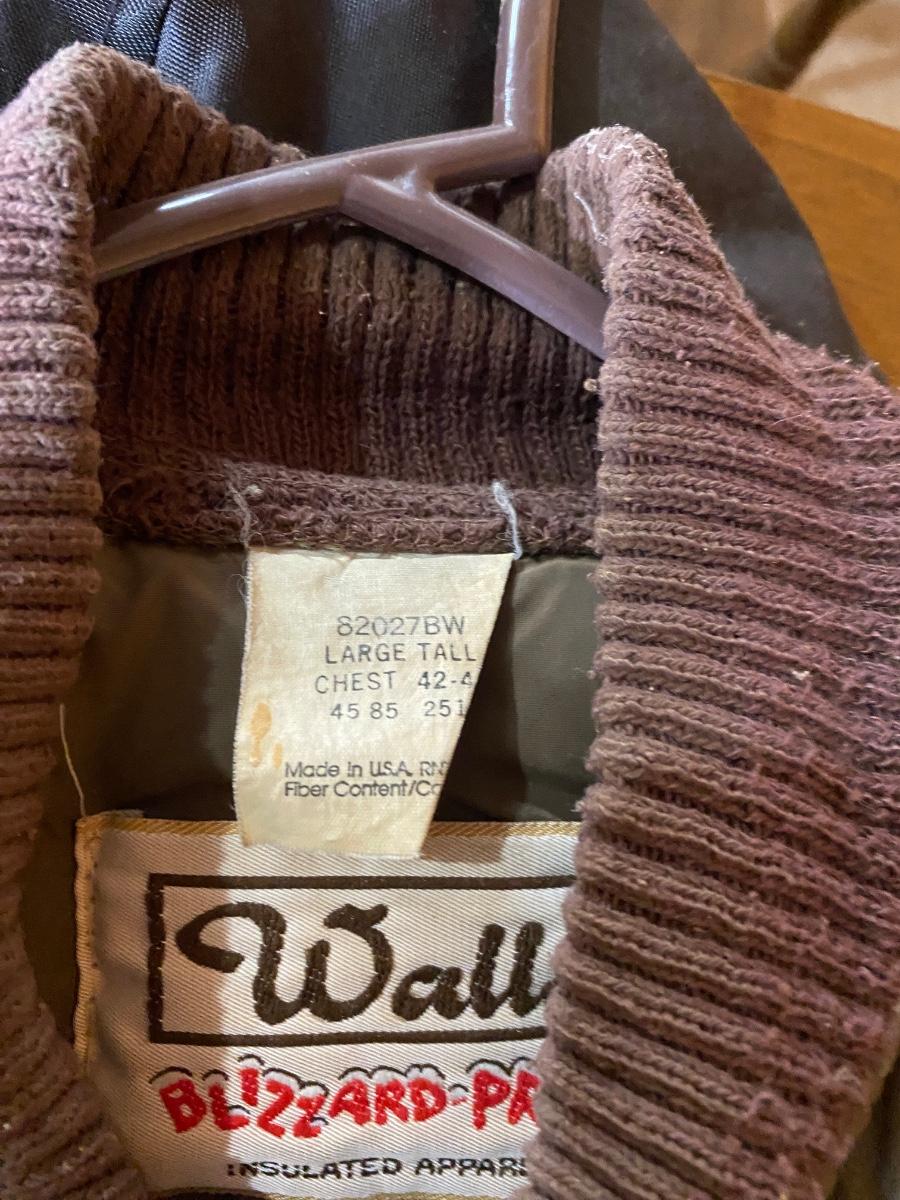 82027BW
LARGE TALL
CHEST 42-4
45 85 251
Made in U.S.A. RN
Fiber Content/Co
Wall
BLIZZARD-PR
INSULATED APPAR